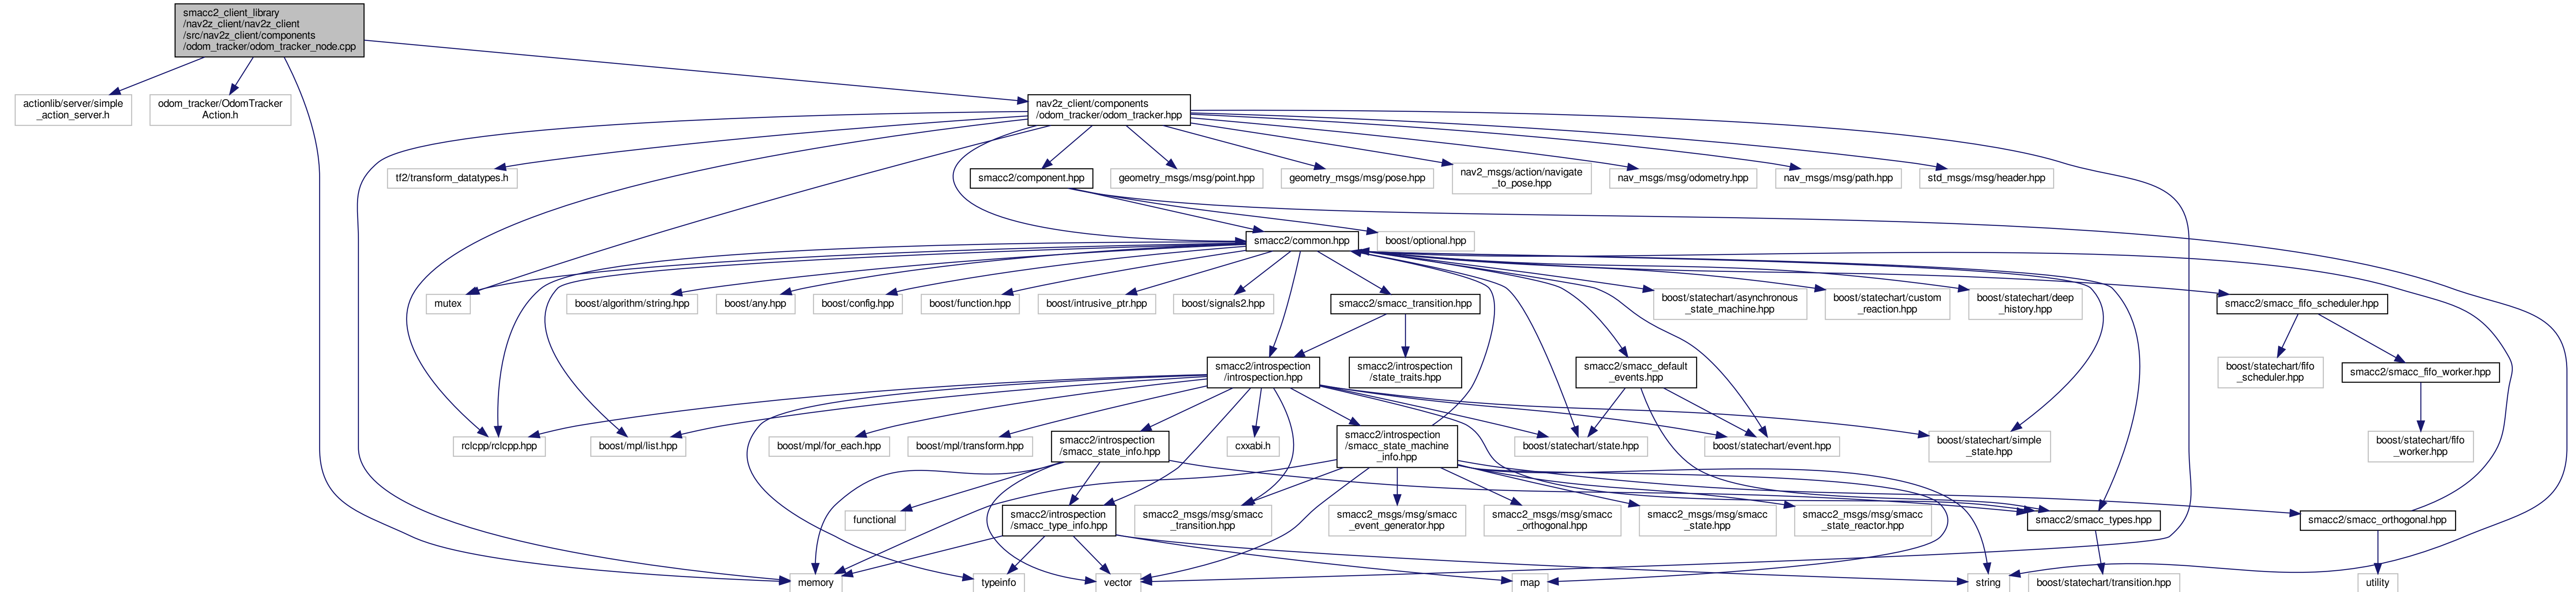 smacc2_client_library
/nav2z_client/nav2z_client
/src/nav2z_client/components
/odom_tracker/odom_tracker_node.cpp
actionlib/server/simple
_action_server.h
odom_tracker/OdomTracker
Action.h
nav2z_client/components
/odom_tracker/odom_tracker.hpp
tf2/transform_datatypes.h
smacc2/component.hpp
geometry_msgs/msg/point.hpp
geometry_msgs/msg/pose.hpp
nav2_msgs/action/navigate
_to_pose.hpp
nav_msgs/msg/odometry.hpp
nav_msgs/msg/path.hpp
std_msgs/msg/header.hpp
smacc2/common.hpp
boost/optional.hpp
mutex
boost/algorithm/string.hpp
boost/any.hpp
boost/config.hpp
boost/function.hpp
boost/intrusive_ptr.hpp
boost/signals2.hpp
smacc2/smacc_transition.hpp
boost/statechart/asynchronous
_state_machine.hpp
boost/statechart/custom
_reaction.hpp
boost/statechart/deep
_history.hpp
smacc2/smacc_fifo_scheduler.hpp
smacc2/introspection
/introspection.hpp
smacc2/introspection
/state_traits.hpp
smacc2/smacc_default
_events.hpp
boost/statechart/fifo
_scheduler.hpp
smacc2/smacc_fifo_worker.hpp
rclcpp/rclcpp.hpp
boost/mpl/list.hpp
boost/mpl/for_each.hpp
boost/mpl/transform.hpp
smacc2/introspection
/smacc_state_info.hpp
cxxabi.h
smacc2/introspection
/smacc_state_machine
_info.hpp
boost/statechart/state.hpp
boost/statechart/event.hpp
boost/statechart/simple
_state.hpp
boost/statechart/fifo
_worker.hpp
functional
smacc2/introspection
/smacc_type_info.hpp
smacc2_msgs/msg/smacc
_transition.hpp
smacc2_msgs/msg/smacc
_event_generator.hpp
smacc2_msgs/msg/smacc
_orthogonal.hpp
smacc2_msgs/msg/smacc
_state.hpp
smacc2_msgs/msg/smacc
_state_reactor.hpp
smacc2/smacc_types.hpp
smacc2/smacc_orthogonal.hpp
memory
typeinfo
vector
map
string
boost/statechart/transition.hpp
utility